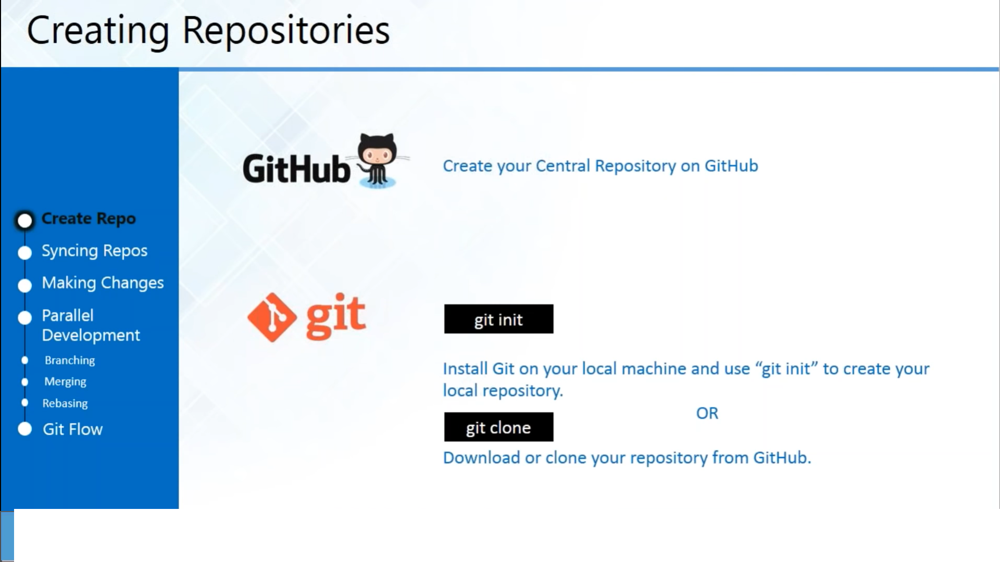 Creating Repositories
Create Repo
Syncing Repos
Making Changes
Parallel
Development
Branching
Merging
Rebasing
Git Flow
GitHub
Create your Central Repository on GitHub
git
git init
Install Git on your local machine and use “git init” to create your
local repository.
OR
git clone
Download or clone your repository from GitHub.